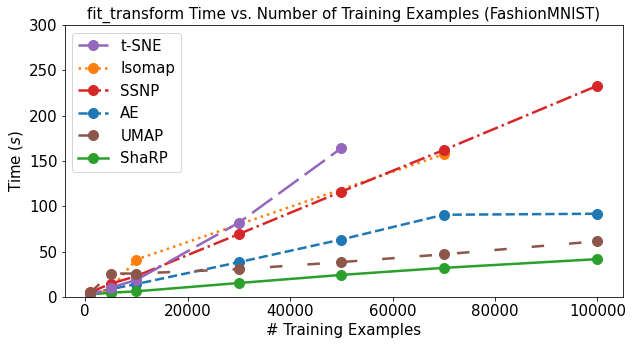 fit_transform Time vs. Number of Training Examples (FashionMNIST)
300
250
200
150
100
50
0
Time (s)
t-SNE
Isomap
SSNP
AE
UMAP
ShaRP
0 20000 40000 60000 80000 100000
# Training Examples